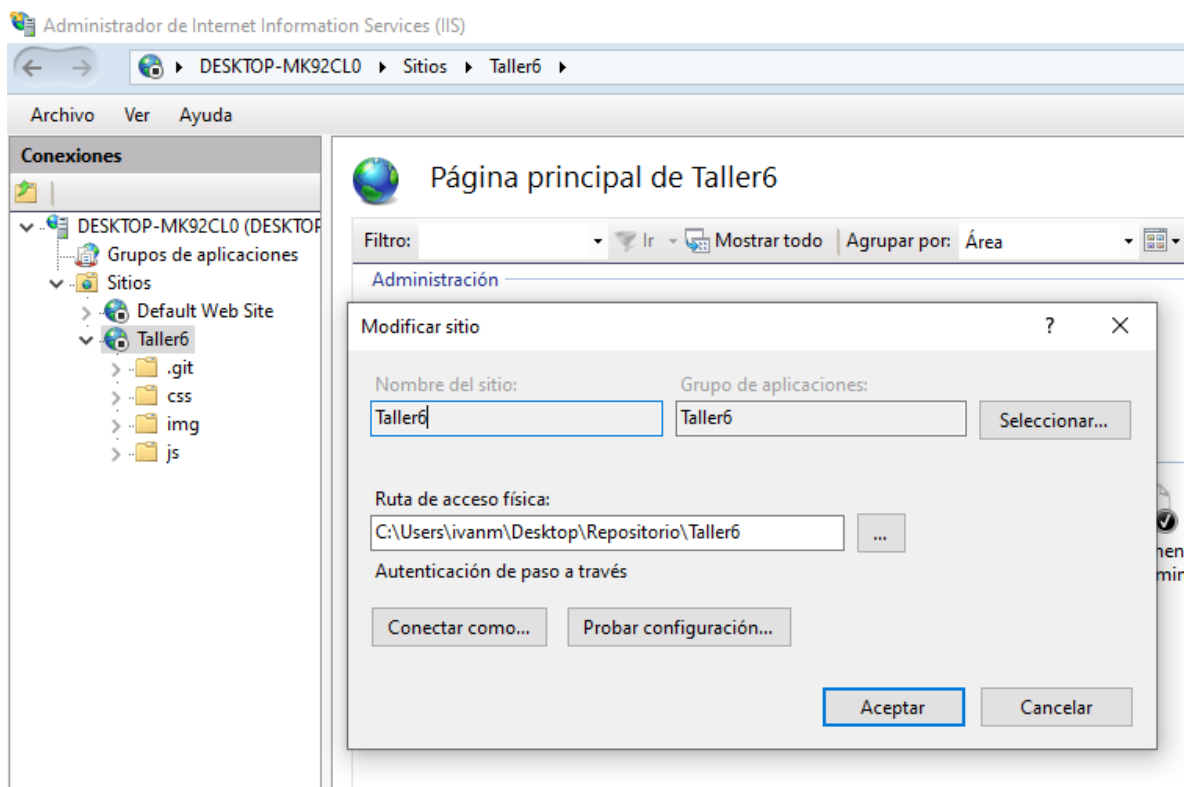 Administrador de Internet Information Services (IIS)
DESKTOP-MK92CL0 Sitios Taller6
Archivo Ver Ayuda
Conexiones
DESKTOP-MK92CL0 (DESKTOP
Grupos de aplicaciones
Sitios
Default Web Site
Taller6
.git
css
img
js
Página principal de Taller6
Filtro: Ir Mostrar todo Agrupar por: Área
Administración
Modificar sitio ?
Nombre del sitio: Grupo de aplicaciones:
Taller6 Taller6 Seleccionar...
Ruta de acceso física:
C:\Users\ivanm\Desktop\Repositorio\Taller6 ...
Autenticación de paso a través
Conectar como... Probar configuración...
Aceptar Cancelar